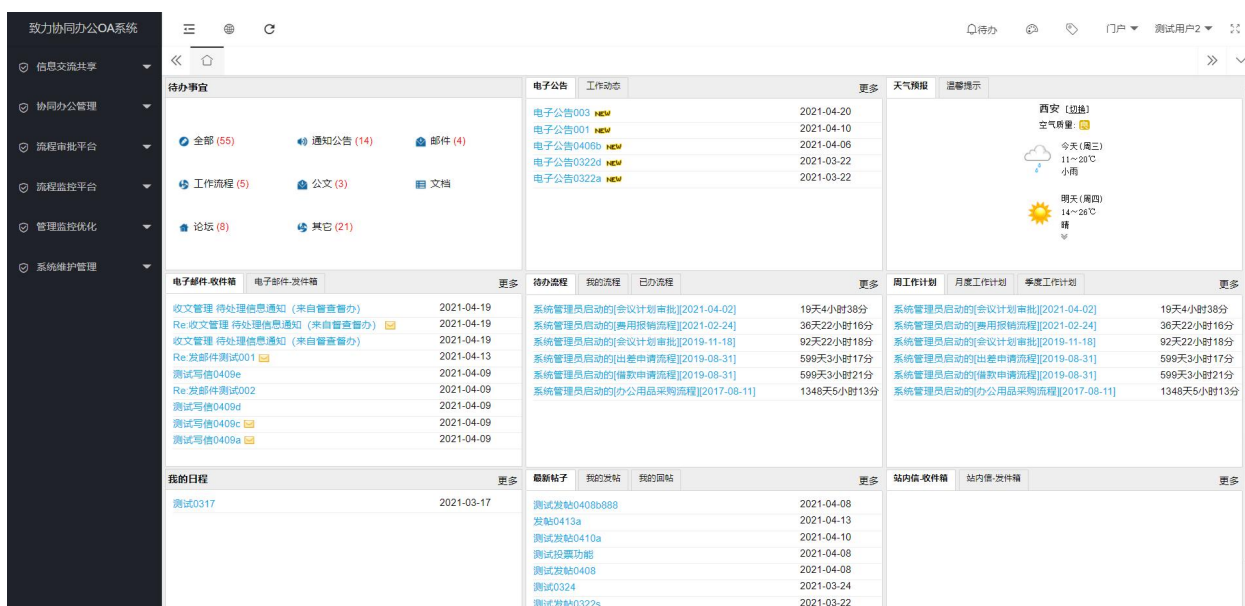 致力协同办公OA系统
待办
门户
测试用户2
信息交流共享
协同办公管理
流程审批平台
流程监控平台
管理监控优化
系统维护管理
待办事宜
全部 (55)
通知公告 (14)
邮件 (4)
工作流程 (5)
公文 (3)
文档
论坛 (8)
其它 (21)
电子公告 工作动态 更多
电子公告003 NEW 2021-04-20
电子公告001 NEW 2021-04-10
电子公告0406b NEW 2021-04-06
电子公告0322d NEW 2021-03-22
电子公告0322a NEW 2021-03-22
天气预报 温馨提示
西安 [切换]
空气质量:
今天(周三)
11~20℃
小雨
明天(周四)
14~26℃
晴
电子邮件-收件箱 电子邮件-发件箱 更多
收文管理 待处理信息通知（来自督查督办） 2021-04-19
Re:收文管理 待处理信息通知（来自督查督办） 2021-04-19
收文管理 待处理信息通知（来自督查督办） 2021-04-19
Re:发邮件测试001 2021-04-13
测试写信0409e 2021-04-09
Re:发邮件测试002 2021-04-09
测试写信0409d 2021-04-09
测试写信0409c 2021-04-09
测试写信0409a 2021-04-09
待办流程 我的流程 已办流程 更多
系统管理员启动的[会议计划审批][2021-04-02] 19天4小时38分
系统管理员启动的[费用报销流程][2021-02-24] 36天22小时16分
系统管理员启动的[会议计划审批][2019-11-18] 92天22小时18分
系统管理员启动的[出差申请流程][2019-08-31] 599天3小时17分
系统管理员启动的[借款申请流程][2019-08-31] 599天3小时21分
系统管理员启动的[办公用品采购流程][2017-08-11] 1348天5小时13分
周工作计划 月度工作计划 季度工作计划 更多
系统管理员启动的[会议计划审批][2021-04-02] 19天4小时38分
系统管理员启动的[费用报销流程][2021-02-24] 36天22小时16分
系统管理员启动的[会议计划审批][2019-11-18] 92天22小时18分
系统管理员启动的[出差申请流程][2019-08-31] 599天3小时17分
系统管理员启动的[借款申请流程][2019-08-31] 599天3小时21分
系统管理员启动的[办公用品采购流程][2017-08-11] 1348天5小时13分
我的日程 更多
测试0317 2021-03-17
最新帖子 我的发帖 我的回帖 更多
测试发帖0408b888 2021-04-08
发帖0413a 2021-04-13
测试发帖0410a 2021-04-10
测试投票功能 2021-04-08
测试发帖0408 2021-04-08
测试0324 2021-03-24
测试发帖0322s 2021-03-22
站内信-收件箱 站内信-发件箱 更多